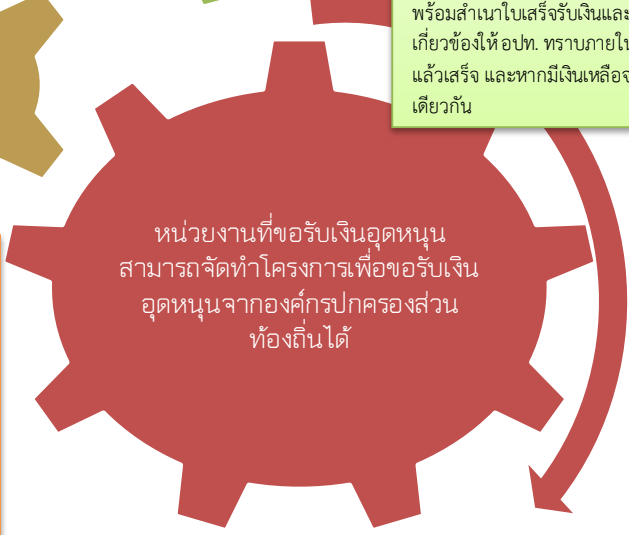 พร้อมสำเนาใบเสร็จรับเงินและ
เกี่ยวข้องให้ อปท. ทราบภายใน
แล้วเสร็จ และหากมีเงินเหลือจ
เดียวกัน
หน่วยงานที่ขอรับเงินอุดหนุน
สามารถจัดทำโครงการเพื่อขอรับเงิน
อุดหนุนจากองค์กรปกครองส่วน
ท้องถิ่นได้